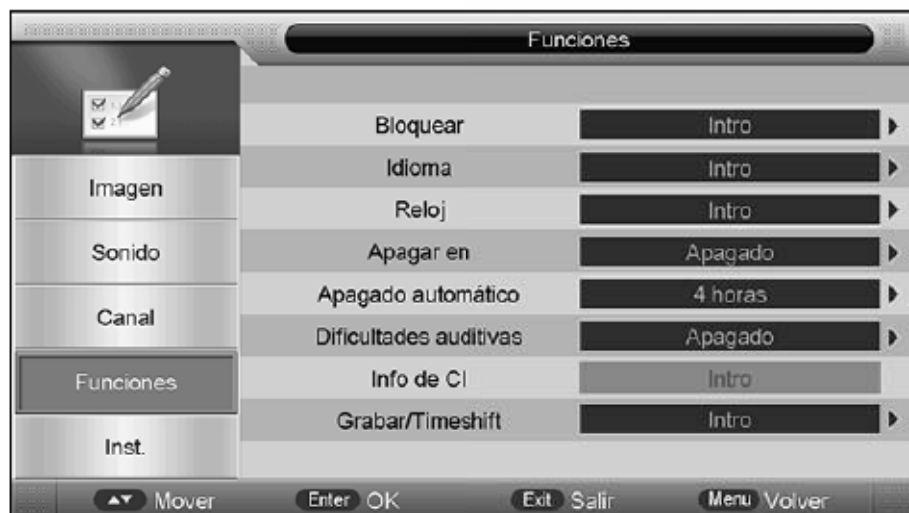 Funciones
Imagen
Sonido
Canal
Funciones
Inst.
Bloquear Intro
Idioma Intro
Reloj Intro
Apagar en Apagado
Apagado automático 4 horas
Dificultades auditivas Apagado
Info de CI Intro
Grabar/Timeshift Intro
Mover Enter OK Exit Salir Menu Volver